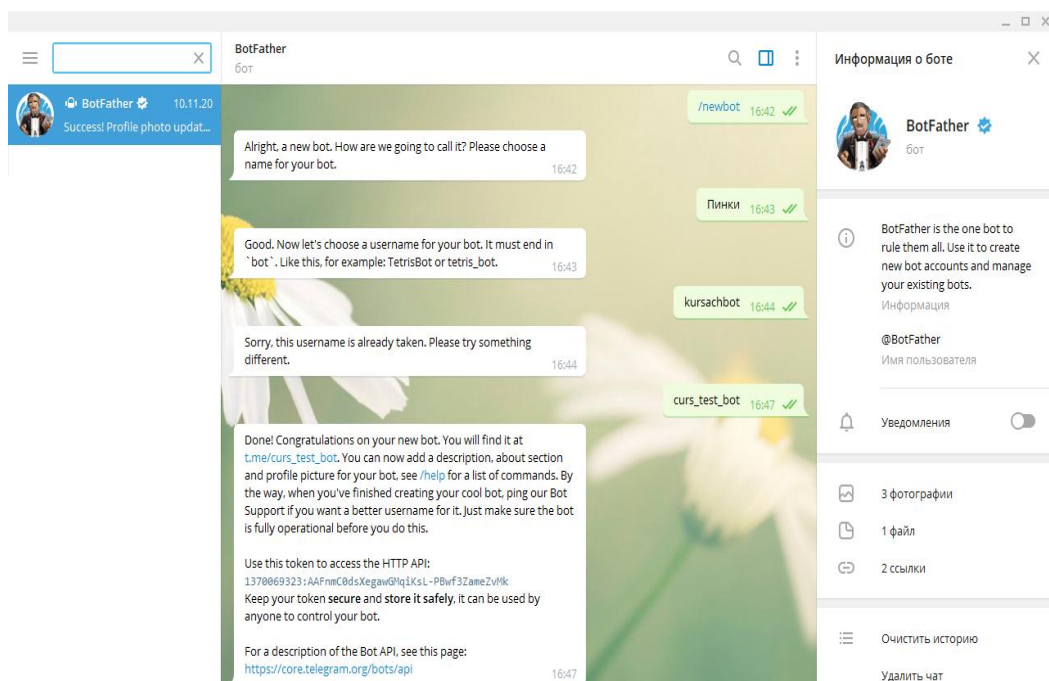 BotFather
бот
Информация о боте
BotFather 10.11.20
Success! Profile photo updat...
/newbot 16:42
Alright, a new bot. How are we going to call it? Please choose a
name for your bot. 16:42
Пинки 16:43
Good. Now let's choose a username for your bot. It must end in
`bot`. Like this, for example: TetrisBot or tetris_bot. 16:43
kursachbot 16:44
Sorry, this username is already taken. Please try something
different. 16:44
curs_test_bot 16:47
Done! Congratulations on your new bot. You will find it at
t.me/curs_test_bot. You can now add a description, about section
and profile picture for your bot, see /help for a list of commands. By
the way, when you've finished creating your cool bot, ping our Bot
Support if you want a better username for it. Just make sure the bot
is fully operational before you do this.
Use this token to access the HTTP API:
1370069323:AAFnmC0dsXegawGMqiKsL-PBwf3ZameZvMk
Keep your token secure and store it safely, it can be used by
anyone to control your bot.
For a description of the Bot API, see this page:
https://core.telegram.org/bots/api 16:47
BotFather
бот
BotFather is the one bot to
rule them all. Use it to create
new bot accounts and manage
your existing bots.
Информация
@BotFather
Имя пользователя
Уведомления
3 фотографии
1 файл
2 ссылки
Очистить историю
Удалить чат